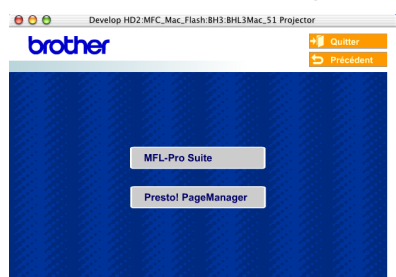 Develop HD2:MFC_Mac_Flash:BH3:BHL3Mac_51 Projector
brother
Quitter
Précédent
MFL-Pro Suite
Presto! PageManager